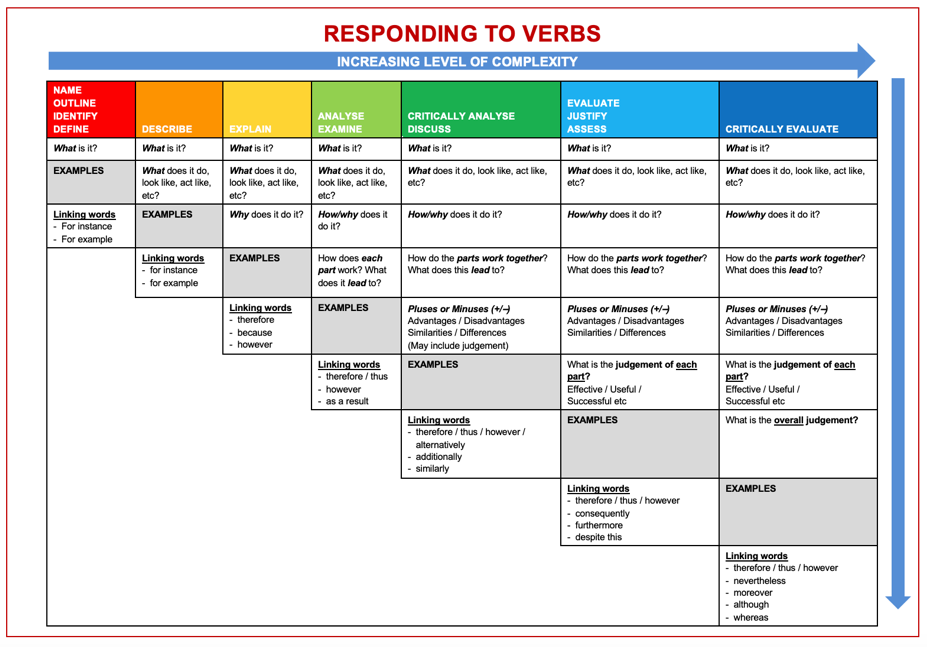 RESPONDING TO VERBS
INCREASING LEVEL OF COMPLEXITY
NAME
OUTLINE
IDENTIFY
DEFINE
DESCRIBE
EXPLAIN
ANALYSE
EXAMINE
CRITICALLY ANALYSE
DISCUSS
EVALUATE
JUSTIFY
ASSESS
CRITICALLY EVALUATE
What is it?
What is it?
What is it?
What is it?
What is it?
What is it?
What is it?
EXAMPLES
What does it do,
look like, act like,
etc?
What does it do,
look like, act like,
etc?
What does it do,
look like, act like,
etc?
What does it do, look like, act like,
etc?
What does it do, look like, act like,
etc?
What does it do, look like, act like,
etc?
Linking words
- For instance
- For example
EXAMPLES
Why does it do it?
How/why does it
do it?
How/why does it do it?
How/why does it do it?
How/why does it do it?
Linking words
- for instance
- for example
EXAMPLES
How does each
part work? What
does it lead to?
How do the parts work together?
What does this lead to?
How do the parts work together?
What does this lead to?
How do the parts work together?
What does this lead to?
Linking words
- therefore
- because
- however
EXAMPLES
Pluses or Minuses (+/–)
Advantages / Disadvantages
Similarities / Differences
(May include judgement)
Pluses or Minuses (+/–)
Advantages / Disadvantages
Similarities / Differences
Pluses or Minuses (+/–)
Advantages / Disadvantages
Similarities / Differences
Linking words
- therefore / thus
- however
- as a result
EXAMPLES
What is the judgement of each
part?
Effective / Useful /
Successful etc
What is the judgement of each
part?
Effective / Useful /
Successful etc
Linking words
- therefore / thus / however /
alternatively
- additionally
- similarly
EXAMPLES
What is the overall judgement?
Linking words
- therefore / thus / however
- consequently
- furthermore
- despite this
EXAMPLES
Linking words
- therefore / thus / however
- nevertheless
- moreover
- although
- whereas